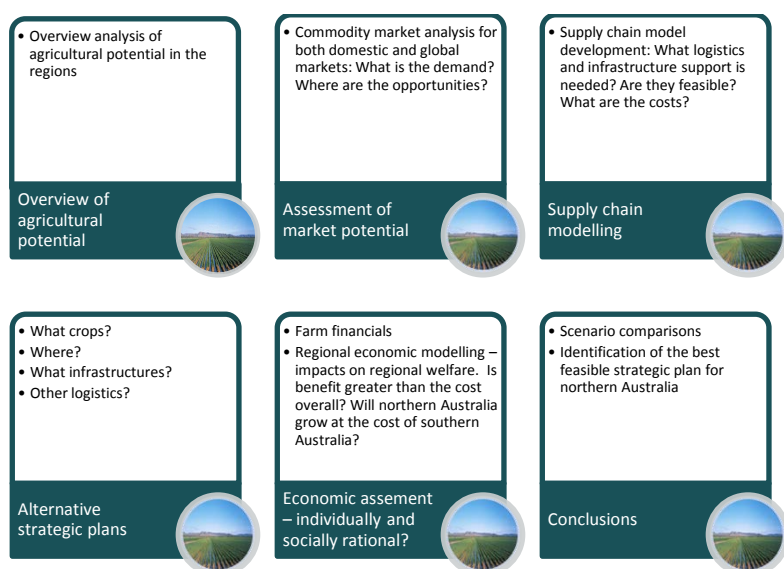 • Overview analysis of
agricultural potential in the
regions
Overview of
agricultural
potential
• Commodity market analysis for
both domestic and global
markets: What is the demand?
Where are the opportunities?
Assessment of
market potential
• Supply chain model
development: What logistics
and infrastructure support is
needed? Are they feasible?
What are the costs?
Supply chain
modelling
• What crops?
• Where?
• What infrastructures?
• Other logistics?
Alternative
strategic plans
• Farm financials
• Regional economic modelling –
impacts on regional welfare. Is
benefit greater than the cost
overall? Will northern Australia
grow at the cost of southern
Australia?
Economic assement
– individually and
socially rational?
• Scenario comparisons
• Identification of the best
feasible strategic plan for
northern Australia
Conclusions